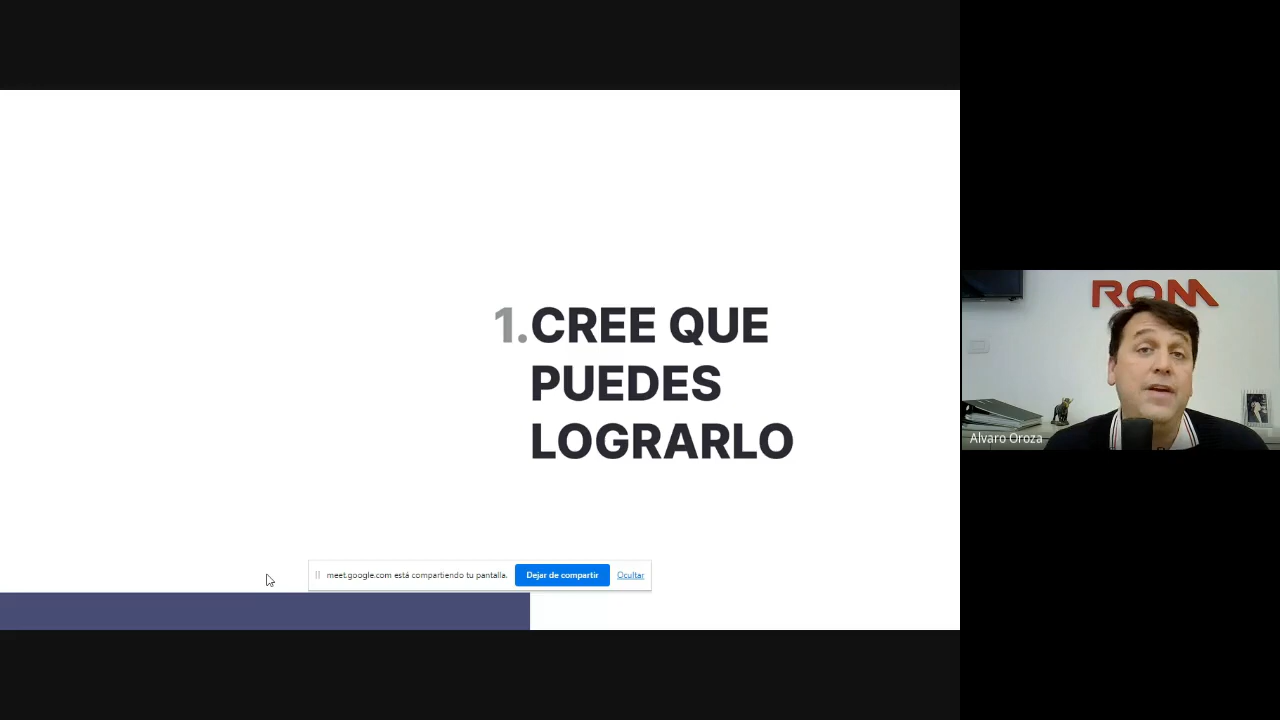 1.CREE QUE
PUEDES
LOGRARLO
meet.google.com está compartiendo tu pantalla.
Dejar de compartir
Ocultar
ROM
Alvaro Oroza